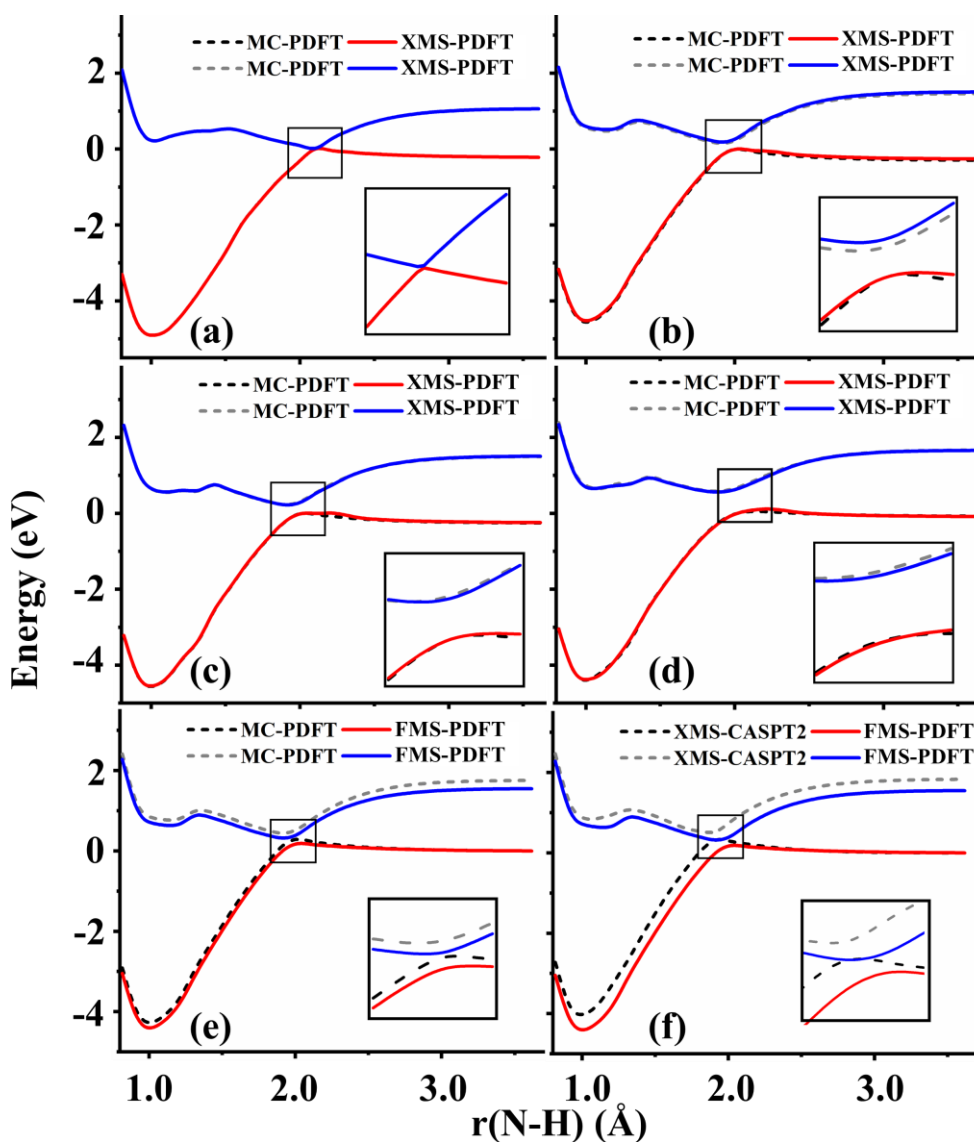 MC-PDFT XMS-PDFT
MC-PDFT XMS-PDFT
MC-PDFT XMS-PDFT
MC-PDFT XMS-PDFT
2
0
-2
-4
(a)
(b)
MC-PDFT XMS-PDFT
MC-PDFT XMS-PDFT
MC-PDFT XMS-PDFT
MC-PDFT XMS-PDFT
2
0
-2
-4
(c)
(d)
Energy (eV)
MC-PDFT FMS-PDFT
MC-PDFT FMS-PDFT
XMS-CASPT2 FMS-PDFT
XMS-CASPT2 FMS-PDFT
2
0
-2
-4
(e)
(f)
1.0 2.0 3.0 1.0 2.0 3.0
r(N-H) (Å)